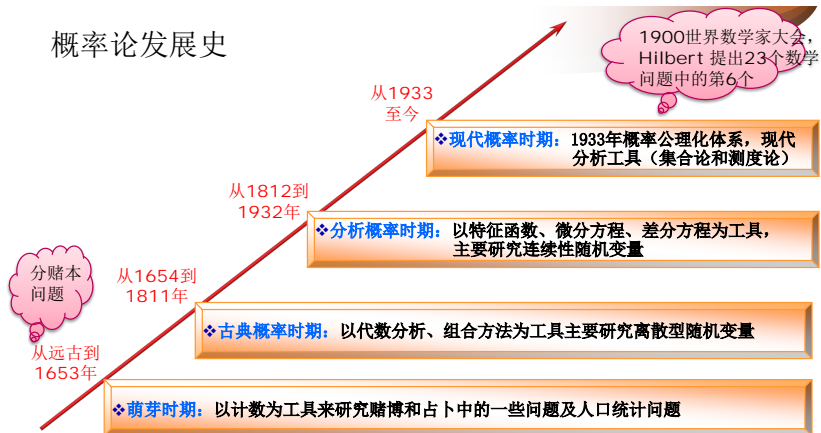 概率论发展史
1900世界数学家大会，
Hilbert 提出23个数学
问题中的第6个
从1933
至今
❖现代概率时期：1933年概率公理化体系，现代
分析工具（集合论和测度论）
从1812到
1932年
❖分析概率时期：以特征函数、微分方程、差分方程为工具，
主要研究连续性随机变量
分赌本
问题
从1654到
1811年
❖古典概率时期：以代数分析、组合方法为工具主要研究离散型随机变量
从远古到
1653年
❖萌芽时期：以计数为工具来研究赌博和占卜中的一些问题及人口统计问题